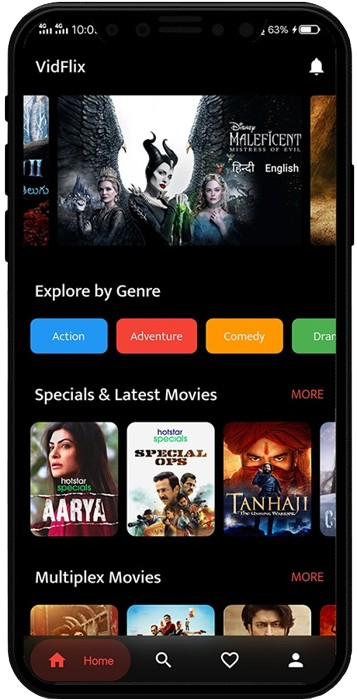 4G 4G 10:0
63%
VidFlix
II
తెలుగు
Disney
MALEFICENT
MISTRESS OF EVIL
हिन्दी English
Explore by Genre
Action Adventure Comedy Dram
Specials & Latest Movies MORE
hotstar
specials
AARYA
hotstar
specials
SPECIAL
OPS
TANHAJI
THE UNSUNG WARRIOR
Multiplex Movies MORE
Home